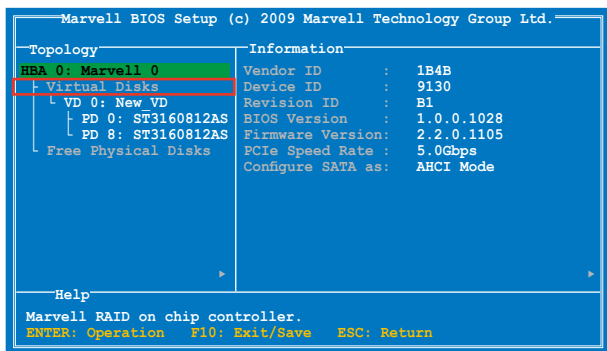 Marvell BIOS Setup (c) 2009 Marvell Technology Group Ltd.
Topology
HBA 0: Marvell 0
Virtual Disks
VD 0: New_VD
PD 0: ST3160812AS
PD 8: ST3160812AS
Free Physical Disks
Information
Vendor ID : 1B4B
Device ID : 9130
Revision ID : B1
BIOS Version : 1.0.0.1028
Firmware Version: 2.2.0.1105
PCIe Speed Rate : 5.0Gbps
Configure SATA as: AHCI Mode
Help
Marvell RAID on chip controller.
ENTER: Operation F10: Exit/Save ESC: Return